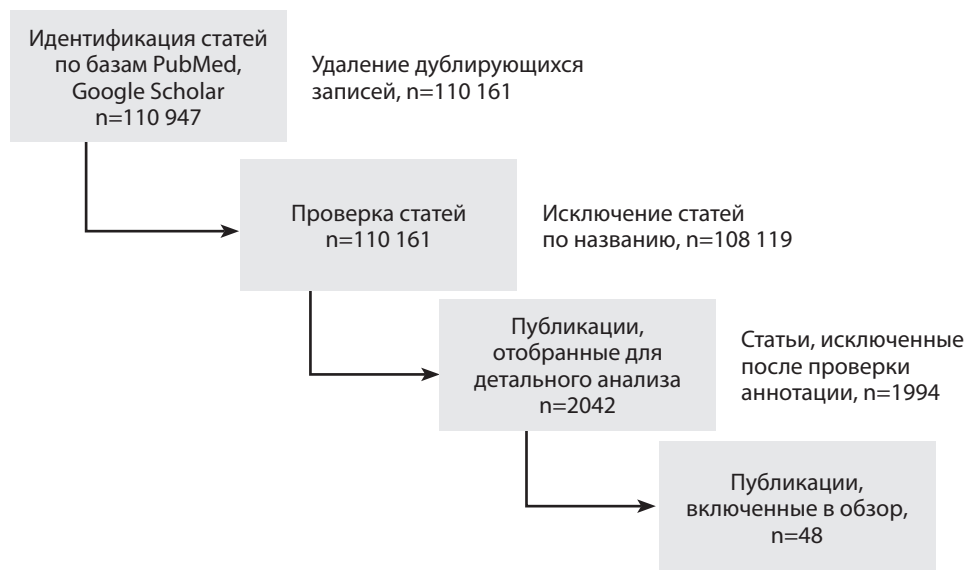 Идентификация статей
по базам PubMed,
Google Scholar
n=110 947
Удаление дублирующихся
записей, n=110 161
Проверка статей
n=110 161
Исключение статей
по названию, n=108 119
Публикации,
отобранные для
детального анализа
n=2042
Статьи, исключенные
после проверки
аннотации, n=1994
Публикации,
включенные в обзор,
n=48